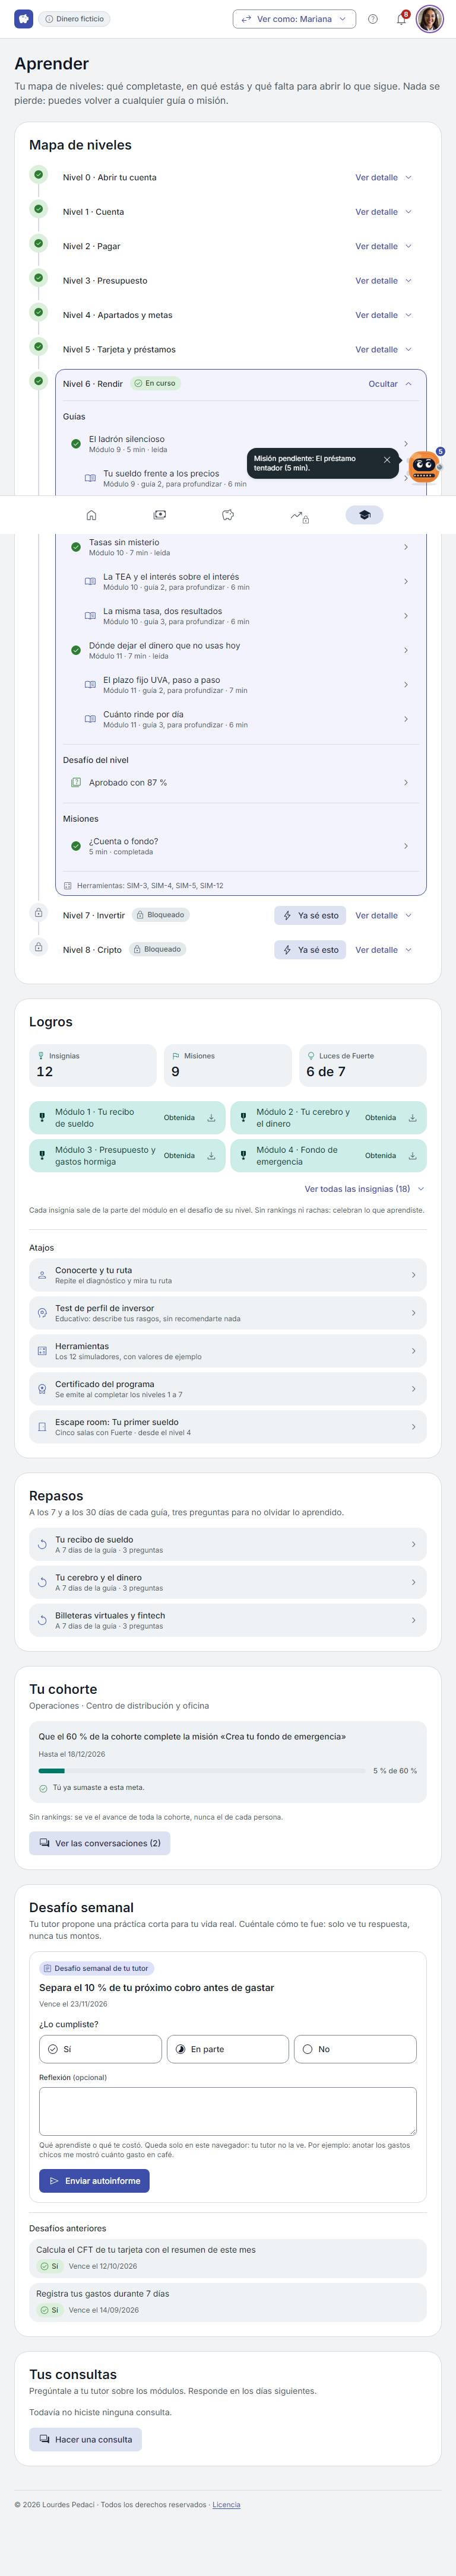 Dinero ficticio
Ver como: Mariana
8
Aprender
Tu mapa de niveles: qué completaste, en qué estás y qué falta para abrir lo que sigue. Nada se
pierde: puedes volver a cualquier guía o misión.
Mapa de niveles
Nivel 0 · Abrir tu cuenta
Ver detalle
Nivel 1 · Cuenta
Ver detalle
Nivel 2 · Pagar
Ver detalle
Nivel 3 · Presupuesto
Ver detalle
Nivel 4 · Apartados y metas
Ver detalle
Nivel 5 · Tarjeta y préstamos
Ver detalle
Nivel 6 · Rendir
En curso
Ocultar
Guías
El ladrón silencioso
Módulo 9 · 5 min · leída
Misión pendiente: El préstamo
tentador (5 min).
5
Tu sueldo frente a los precios
Módulo 9 · guía 2, para profundizar · 6 min
Tasas sin misterio
Módulo 10 · 7 min · leída
La TEA y el interés sobre el interés
Módulo 10 · guía 2, para profundizar · 6 min
La misma tasa, dos resultados
Módulo 10 · guía 3, para profundizar · 6 min
Dónde dejar el dinero que no usas hoy
Módulo 11 · 7 min · leída
El plazo fijo UVA, paso a paso
Módulo 11 · guía 2, para profundizar · 7 min
Cuánto rinde por día
Módulo 11 · guía 3, para profundizar · 6 min
Desafío del nivel
Aprobado con 87 %
Misiones
¿Cuenta o fondo?
5 min · completada
Herramientas: SIM-3, SIM-4, SIM-5, SIM-12
Nivel 7 · Invertir
Bloqueado
Ya sé esto
Ver detalle
Nivel 8 · Cripto
Bloqueado
Ya sé esto
Ver detalle
Logros
Insignias
12
Misiones
9
Luces de Fuerte
6 de 7
Módulo 1 · Tu recibo
de sueldo
Obtenida
Módulo 2 · Tu cerebro y
el dinero
Obtenida
Módulo 3 · Presupuesto y
gastos hormiga
Obtenida
Módulo 4 · Fondo de
emergencia
Obtenida
Ver todas las insignias (18)
Cada insignia sale de la parte del módulo en el desafío de su nivel. Sin rankings ni rachas: celebran lo que aprendiste.
Atajos
Conocerte y tu ruta
Repite el diagnóstico y mira tu ruta
Test de perfil de inversor
Educativo: describe tus rasgos, sin recomendarte nada
Herramientas
Los 12 simuladores, con valores de ejemplo
Certificado del programa
Se emite al completar los niveles 1 a 7
Escape room: Tu primer sueldo
Cinco salas con Fuerte · desde el nivel 4
Repasos
A los 7 y a los 30 días de cada guía, tres preguntas para no olvidar lo aprendido.
Tu recibo de sueldo
A 7 días de la guía · 3 preguntas
Tu cerebro y el dinero
A 7 días de la guía · 3 preguntas
Billeteras virtuales y fintech
A 7 días de la guía · 3 preguntas
Tu cohorte
Operaciones · Centro de distribución y oficina
Que el 60 % de la cohorte complete la misión «Crea tu fondo de emergencia»
Hasta el 18/12/2026
5 % de 60 %
Tú ya sumaste a esta meta.
Sin rankings: se ve el avance de toda la cohorte, nunca el de cada persona.
Ver las conversaciones (2)
Desafío semanal
Tu tutor propone una práctica corta para tu vida real. Cuéntale cómo te fue: solo ve tu respuesta,
nunca tus montos.
Desafío semanal de tu tutor
Separa el 10 % de tu próximo cobro antes de gastar
Vence el 23/11/2026
¿Lo cumpliste?
Sí
En parte
No
Reflexión (opcional)
Qué aprendiste o qué te costó. Queda solo en este navegador: tu tutor no la ve. Por ejemplo: anotar los gastos
chicos me mostró cuánto gasto en café.
Enviar autoinforme
Desafíos anteriores
Calcula el CFT de tu tarjeta con el resumen de este mes
Sí
Vence el 12/10/2026
Registra tus gastos durante 7 días
Sí
Vence el 14/09/2026
Tus consultas
Pregúntale a tu tutor sobre los módulos. Responde en los días siguientes.
Todavía no hiciste ninguna consulta.
Hacer una consulta
© 2026 Lourdes Pedaci · Todos los derechos reservados · Licencia